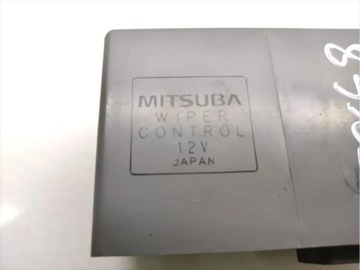 MITSUBA
WIPER
CONTROL
12V
JAPAN